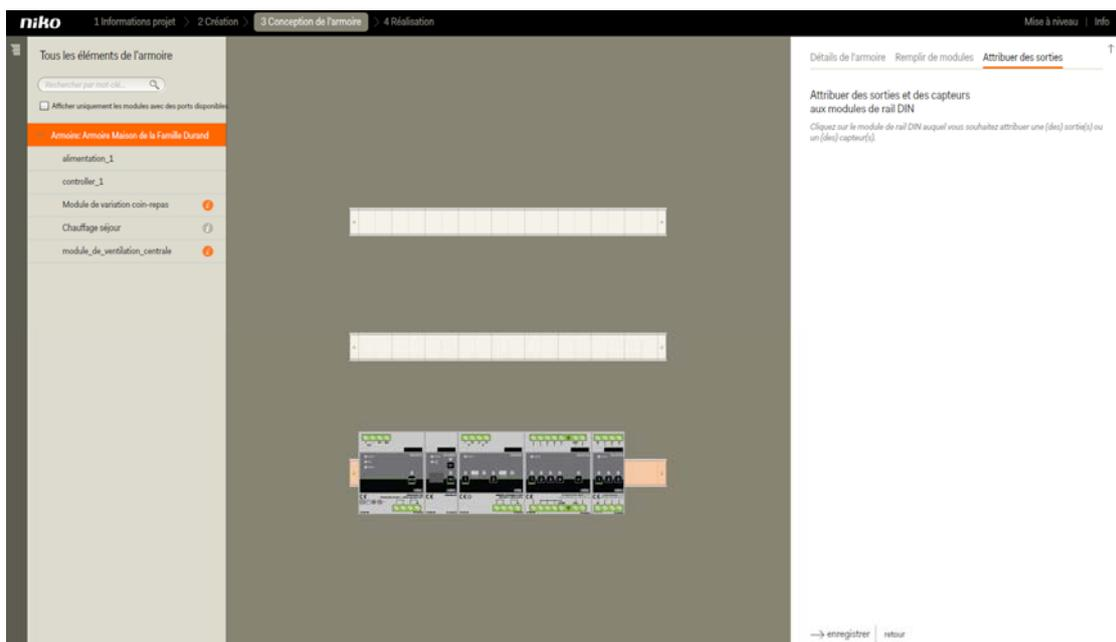 niko
1 Informations projet > 2 Création > 3 Conception de l'armoire > 4 Réalisation
Mise à niveau | Info
Tous les éléments de l'armoire
Rechercher par mot-clé...
Afficher uniquement les modules avec des ports disponibles
Armoire: Armoire Maison de la Famille Durand
alimentation_1
controller_1
Module de variation coin-repas
Chauffage séjour
module_de_ventilation_centrale
Détails de l'armoire Remplir de modules Attribuer des sorties
Attribuer des sorties et des capteurs
aux modules de rail DIN
Cliquez sur le module de rail DIN auquel vous souhaitez attribuer une (des) sortie(s) ou
un (des) capteur(s).
enregistrer | retour